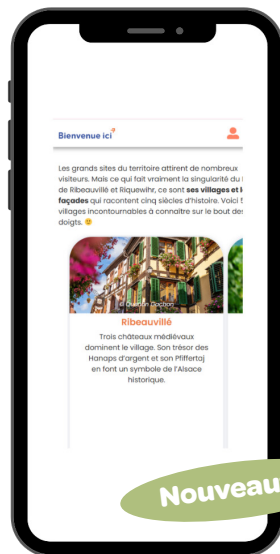 Bienvenue ici
Les grands sites du territoire attirent de nombreux
visiteurs. Mais ce qui fait vraiment la singularité du
de Ribeauvillé et Riquewihr, ce sont ses villages et
façades qui racontent cinq siècles d'histoire. Voici
villages incontournables à connaitre sur le bout des
doigts. 🙂
© Quentin Gachon
Ribeauvillé
Trois châteaux médiévaux
dominent le village. Son trésor des
Hanaps d'argent et son Pfiffertaj
en font un symbole de l'Alsace
historique.
Nouveau